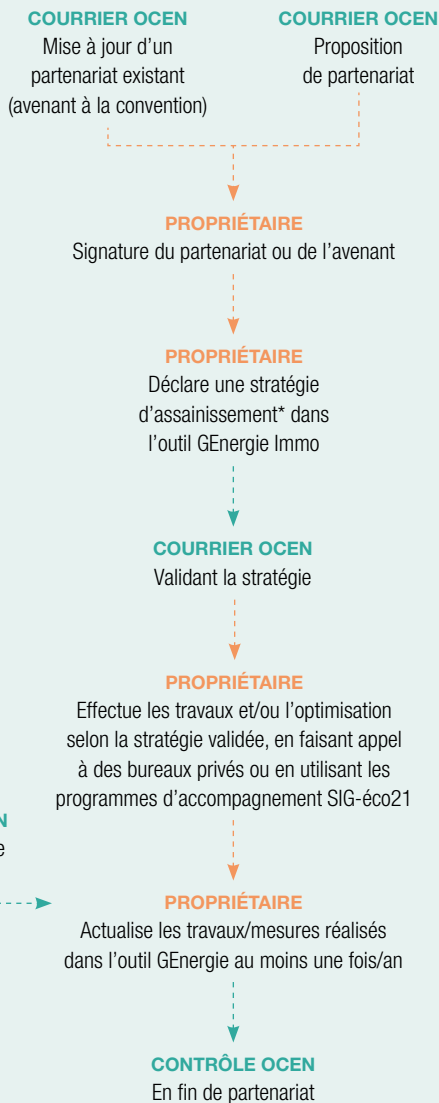 COURRIER OCEN
Mise à jour d'un
partenariat existant
(avenant à la convention)
COURRIER OCEN
Proposition
de partenariat
PROPRIÉTAIRE
Signature du partenariat ou de l'avenant
PROPRIÉTAIRE
Déclare une stratégie
d'assainissement* dans
l'outil GEnergie Immo
COURRIER OCEN
Validant la stratégie
PROPRIÉTAIRE
Effectue les travaux et/ou l'optimisation
selon la stratégie validée, en faisant appel
à des bureaux privés ou en utilisant les
programmes d'accompagnement SIG-éco21
PROPRIÉTAIRE
Actualise les travaux/mesures réalisés
dans l'outil GEnergie au moins une fois/an
CONTRÔLE OCEN
En fin de partenariat